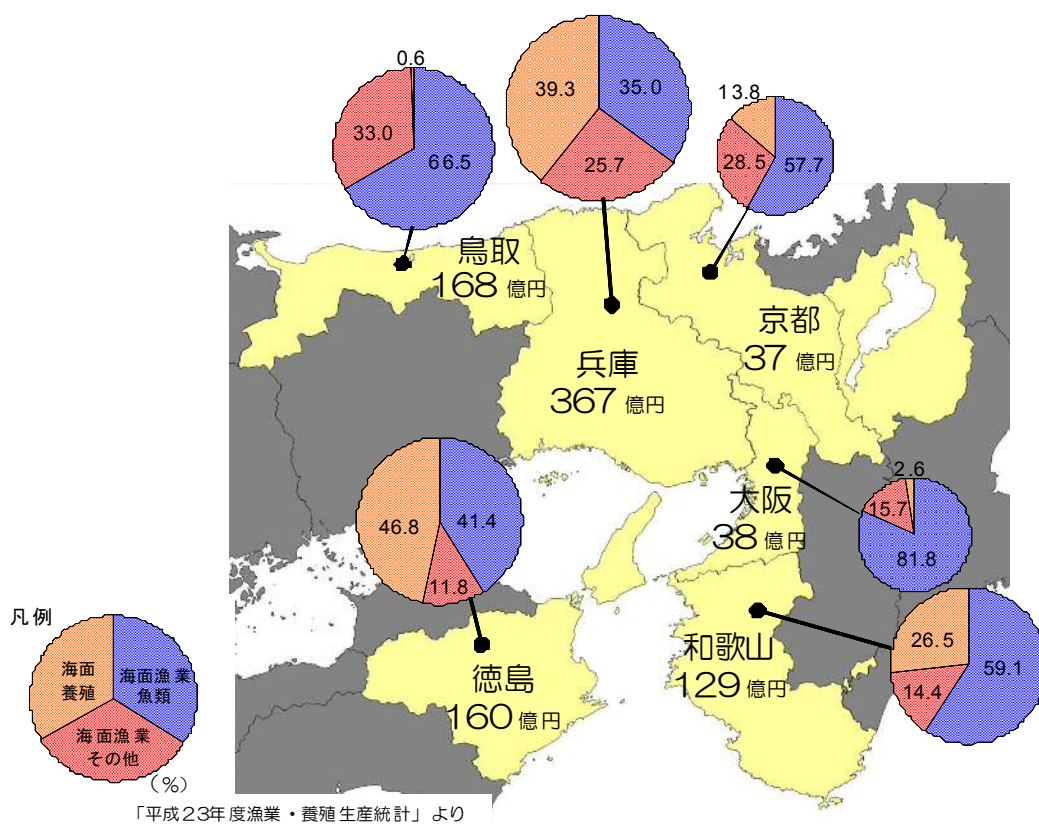 0.6
33.0
66.5
39.3
35.0
25.7
13.8
28.5
57.7
鳥取
168 億円
兵庫
367 億円
京都
37 億円
46.8
41.4
11.8
大阪
38 億円
2.6
15.7
81.8
徳島
160 億円
和歌山
129 億円
26.5
59.1
14.4
凡例
海面
養殖
海面漁業
魚類
海面漁業
その他
(%)
「平成23年度漁業・養殖生産統計」より